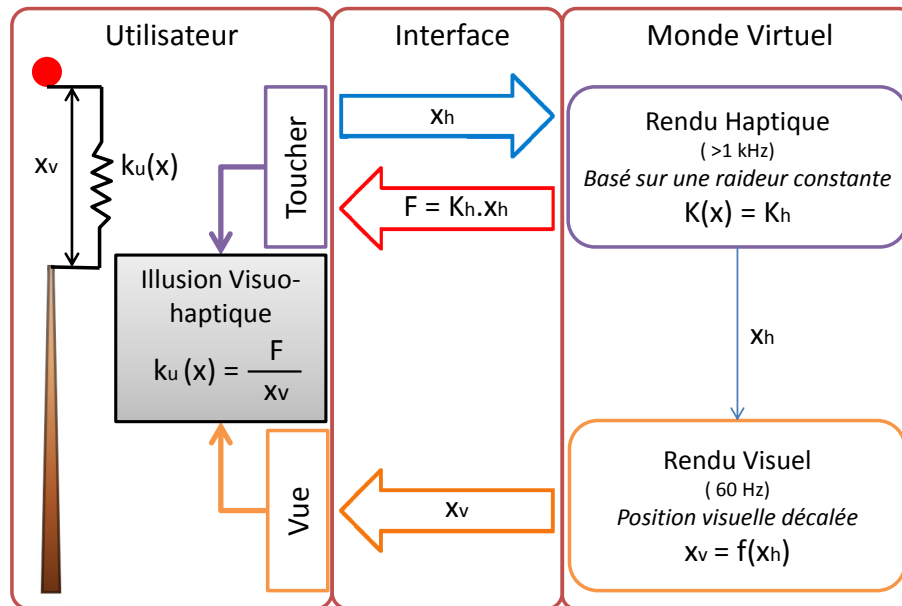 Utilisateur
xv
ku(x)
Toucher
Illusion Visuo-
haptique
ku (x) = F / xv
Vue
Interface
xh
F = Kh.xh
xv
Monde Virtuel
Rendu Haptique
( >1 kHz)
Basé sur une raideur constante
K(x) = Kh
xh
Rendu Visuel
( 60 Hz)
Position visuelle décalée
xv = f(xh)